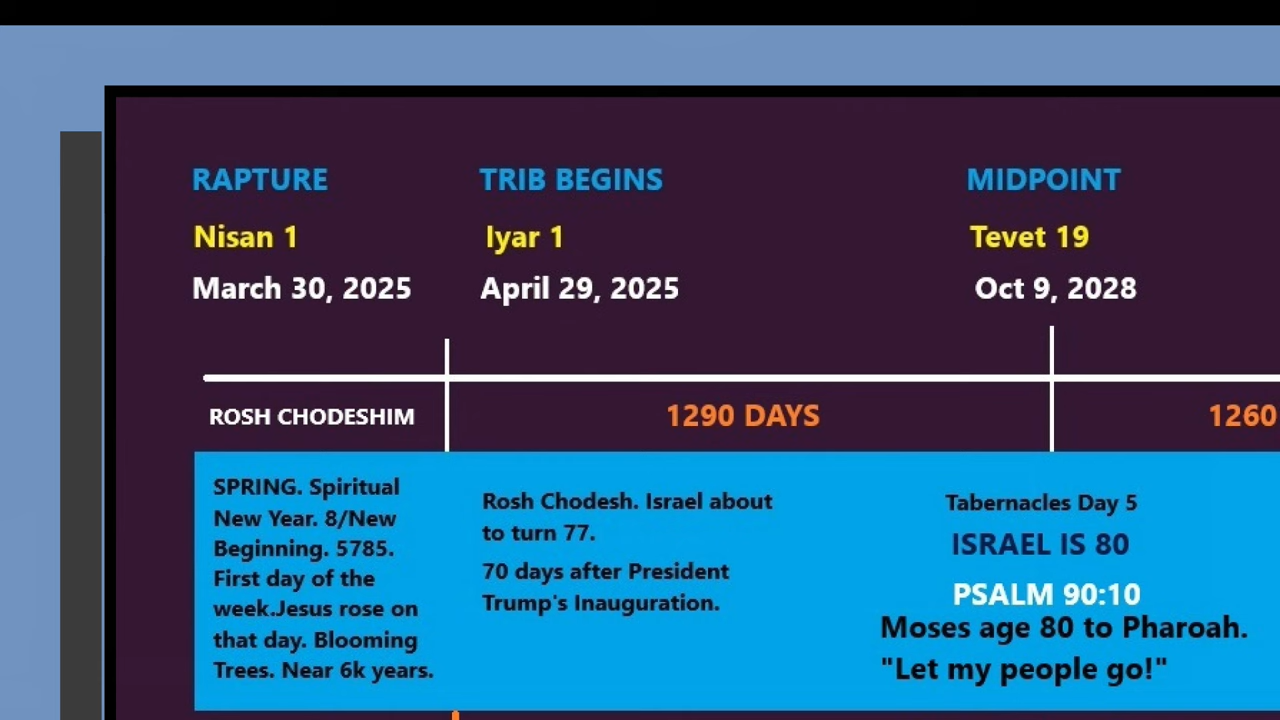 RAPTURE
TRIB BEGINS
MIDPOINT
Nisan 1
Iyar 1
Tevet 19
March 30, 2025
April 29, 2025
Oct 9, 2028
ROSH CHODESHIM
1290 DAYS
1260
SPRING. Spiritual
New Year. 8/New
Beginning. 5785.
First day of the
week.Jesus rose on
that day. Blooming
Trees. Near 6k years.
Rosh Chodesh. Israel about
to turn 77.
70 days after President
Trump's Inauguration.
Tabernacles Day 5
ISRAEL IS 80
PSALM 90:10
Moses age 80 to Pharoah.
"Let my people go!"